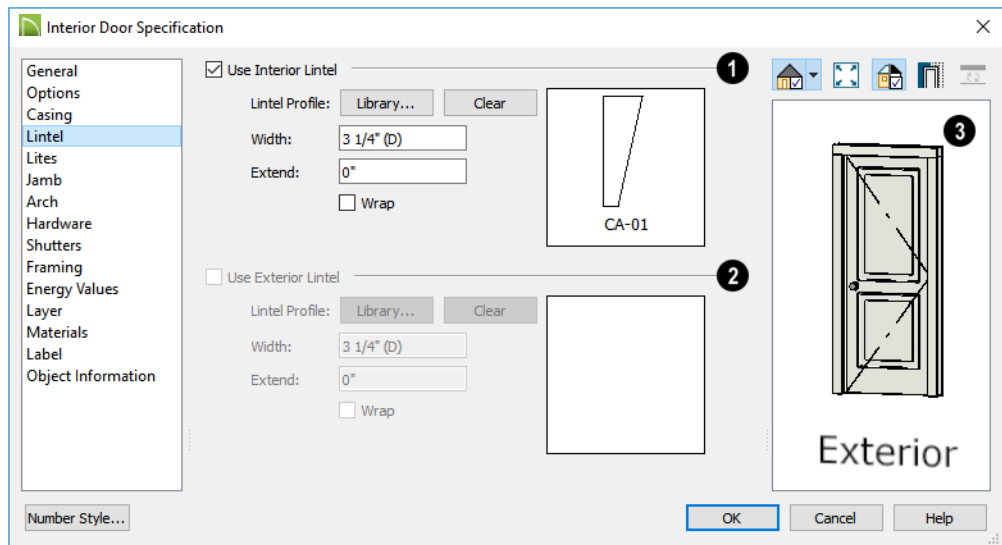 Interior Door Specification
General
Options
Casing
Lintel
Lites
Jamb
Arch
Hardware
Shutters
Framing
Energy Values
Layer
Materials
Label
Object Information
Use Interior Lintel
1
Lintel Profile: Library... Clear
Width: 3 1/4" (D)
Extend: 0"
Wrap
CA-01
Use Exterior Lintel
2
Lintel Profile: Library... Clear
Width: 3 1/4" (D)
Extend: 0"
Wrap
3
Exterior
Number Style... OK Cancel Help